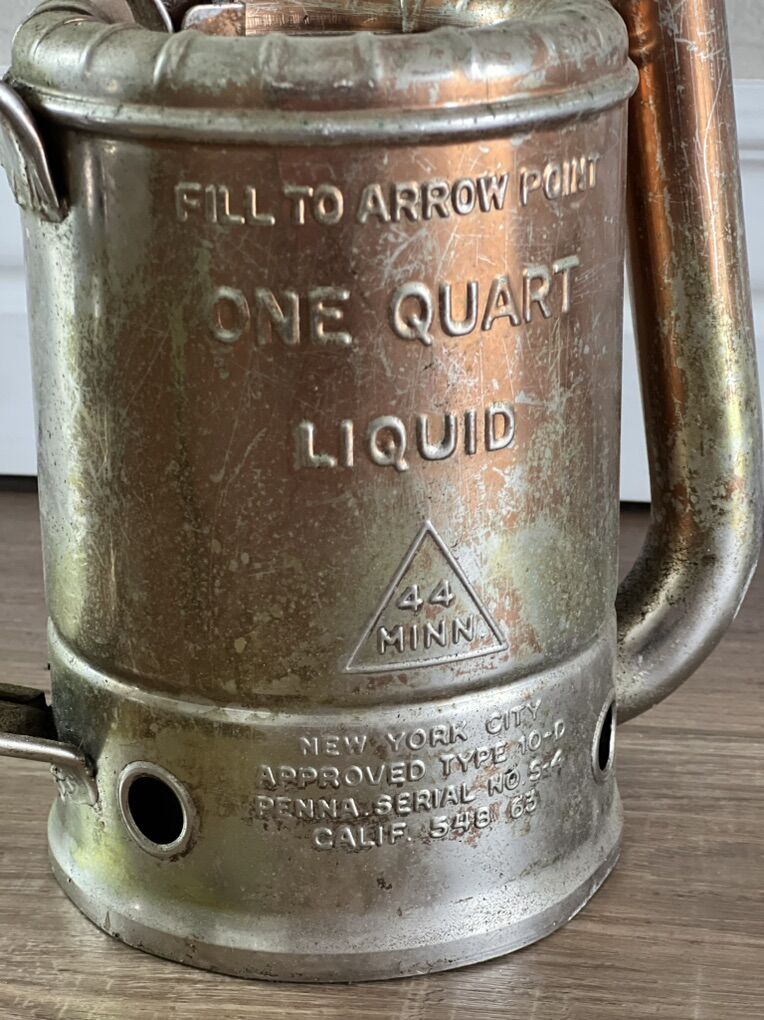 FILL TO ARROW POINT
ONE QUART
LIQUID
44
MINN.
NEW YORK CITY
APPROVED TYPE 10-D
PENNA. SERIAL NO S-4
CALIF. 548 63